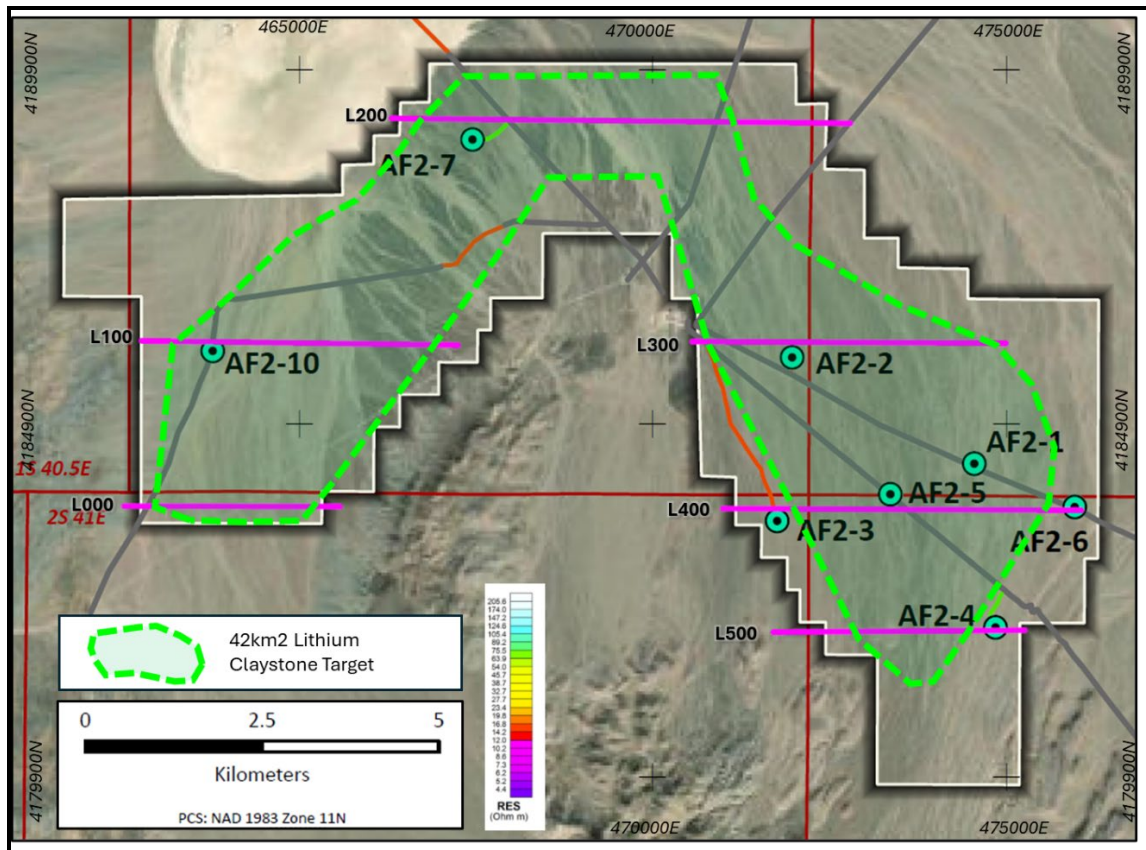 465000E
470000E
475000E
4189900N
4189900N
L200
AF2-7
L100
L300
AF2-10
AF2-2
4184900N
4184900N
1S 40.5E
AF2-1
L000
AF2-5
2S 41E
L400
AF2-3
AF2-6
AF2-4
L500
42km2 Lithium
Claystone Target
0 2.5 5
Kilometers
PCS: NAD 1983 Zone 11N
205.6
174.0
147.2
124.6
105.4
89.2
75.5
63.9
54.0
45.7
38.7
32.7
27.7
23.4
19.8
16.8
14.2
12.0
10.2
8.6
7.3
6.2
5.2
4.4
RES
(Ohm m)
4179900N
4179900N
470000E
475000E